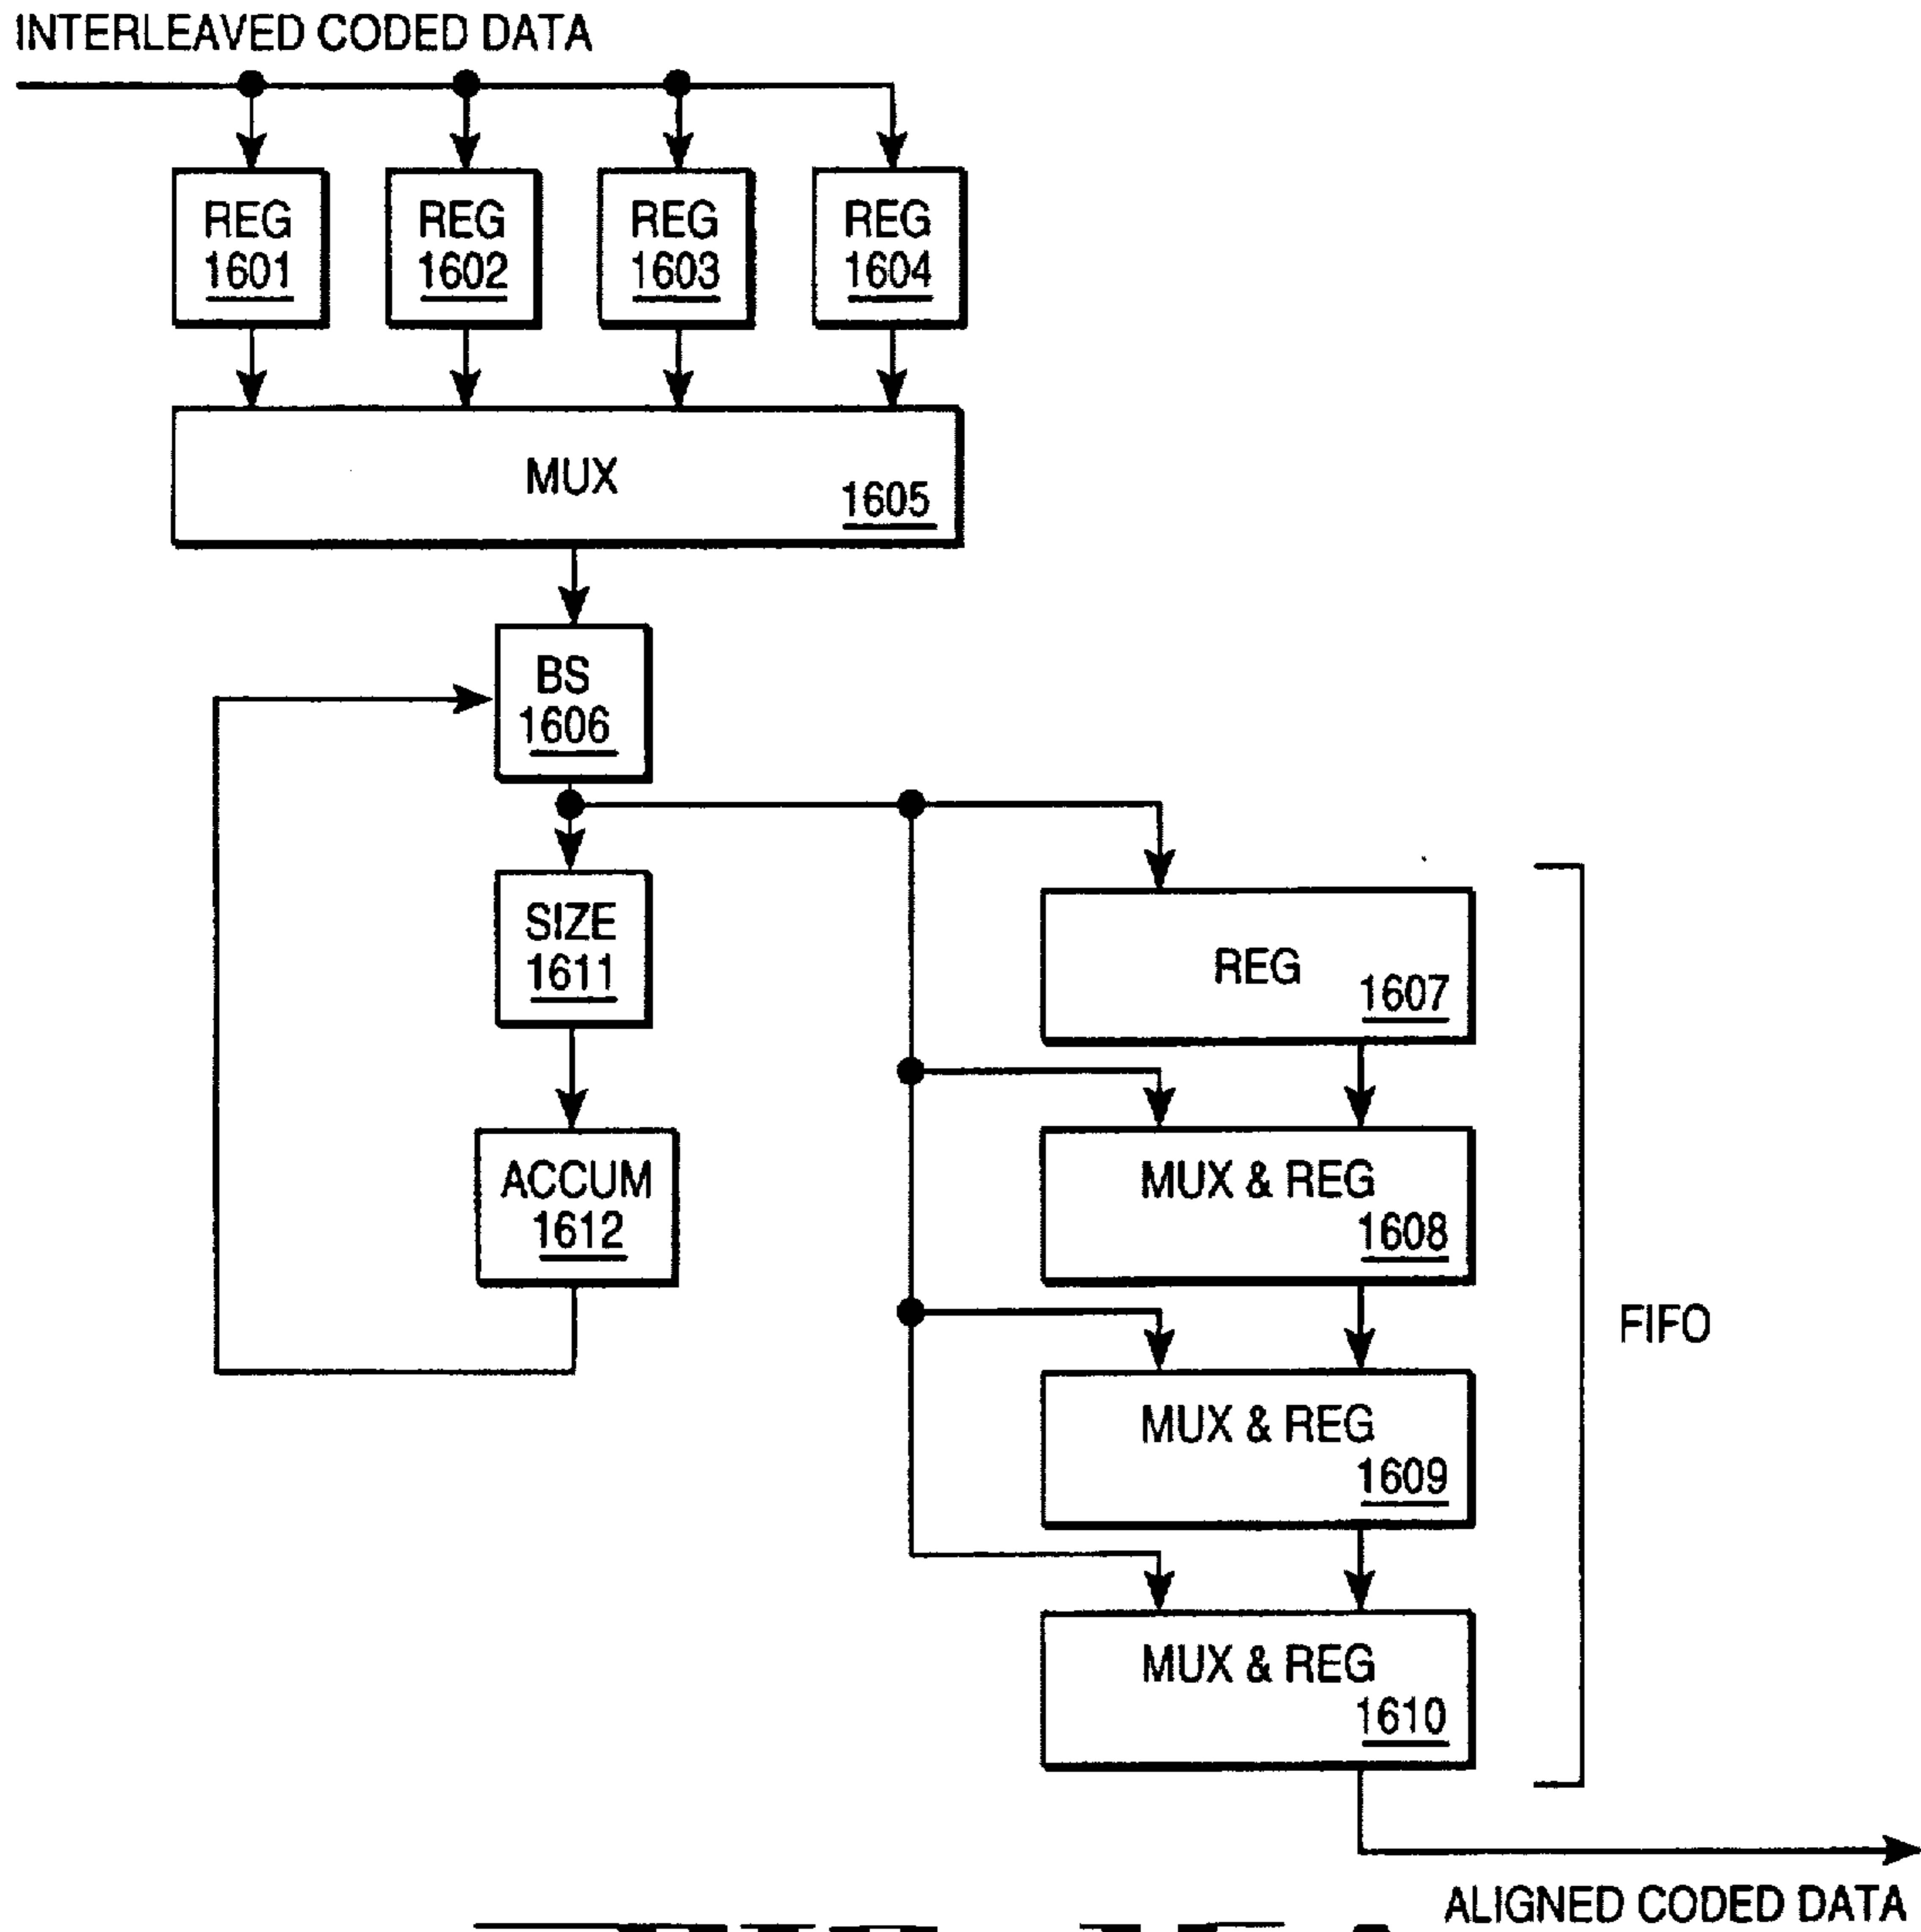 INTERLEAVED CODED DATA
REG
1601
REG
1602
REG
1603
REG
1604
MUX
1605
BS
1606
SIZE
1611
REG
1607
ACCUM
1612
MUX & REG
1608
FIFO
MUX & REG
1609
MUX & REG
1610
ALIGNED CODED DATA